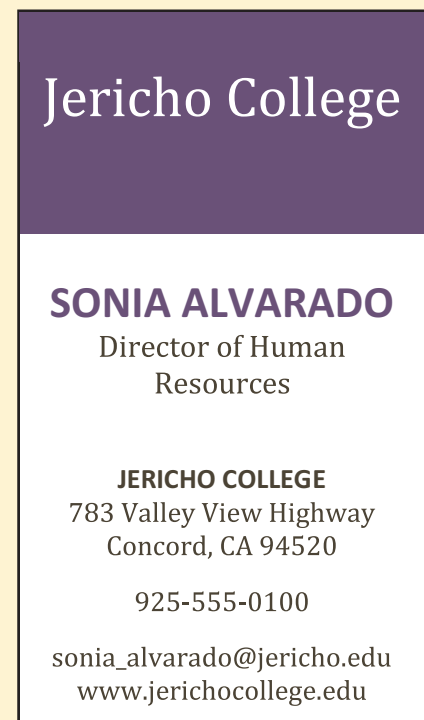 Jericho College
SONIA ALVARADO
Director of Human
Resources
JERICHO COLLEGE
783 Valley View Highway
Concord, CA 94520
925-555-0100
sonia_alvarado@jericho.edu
www.jerichocollege.edu